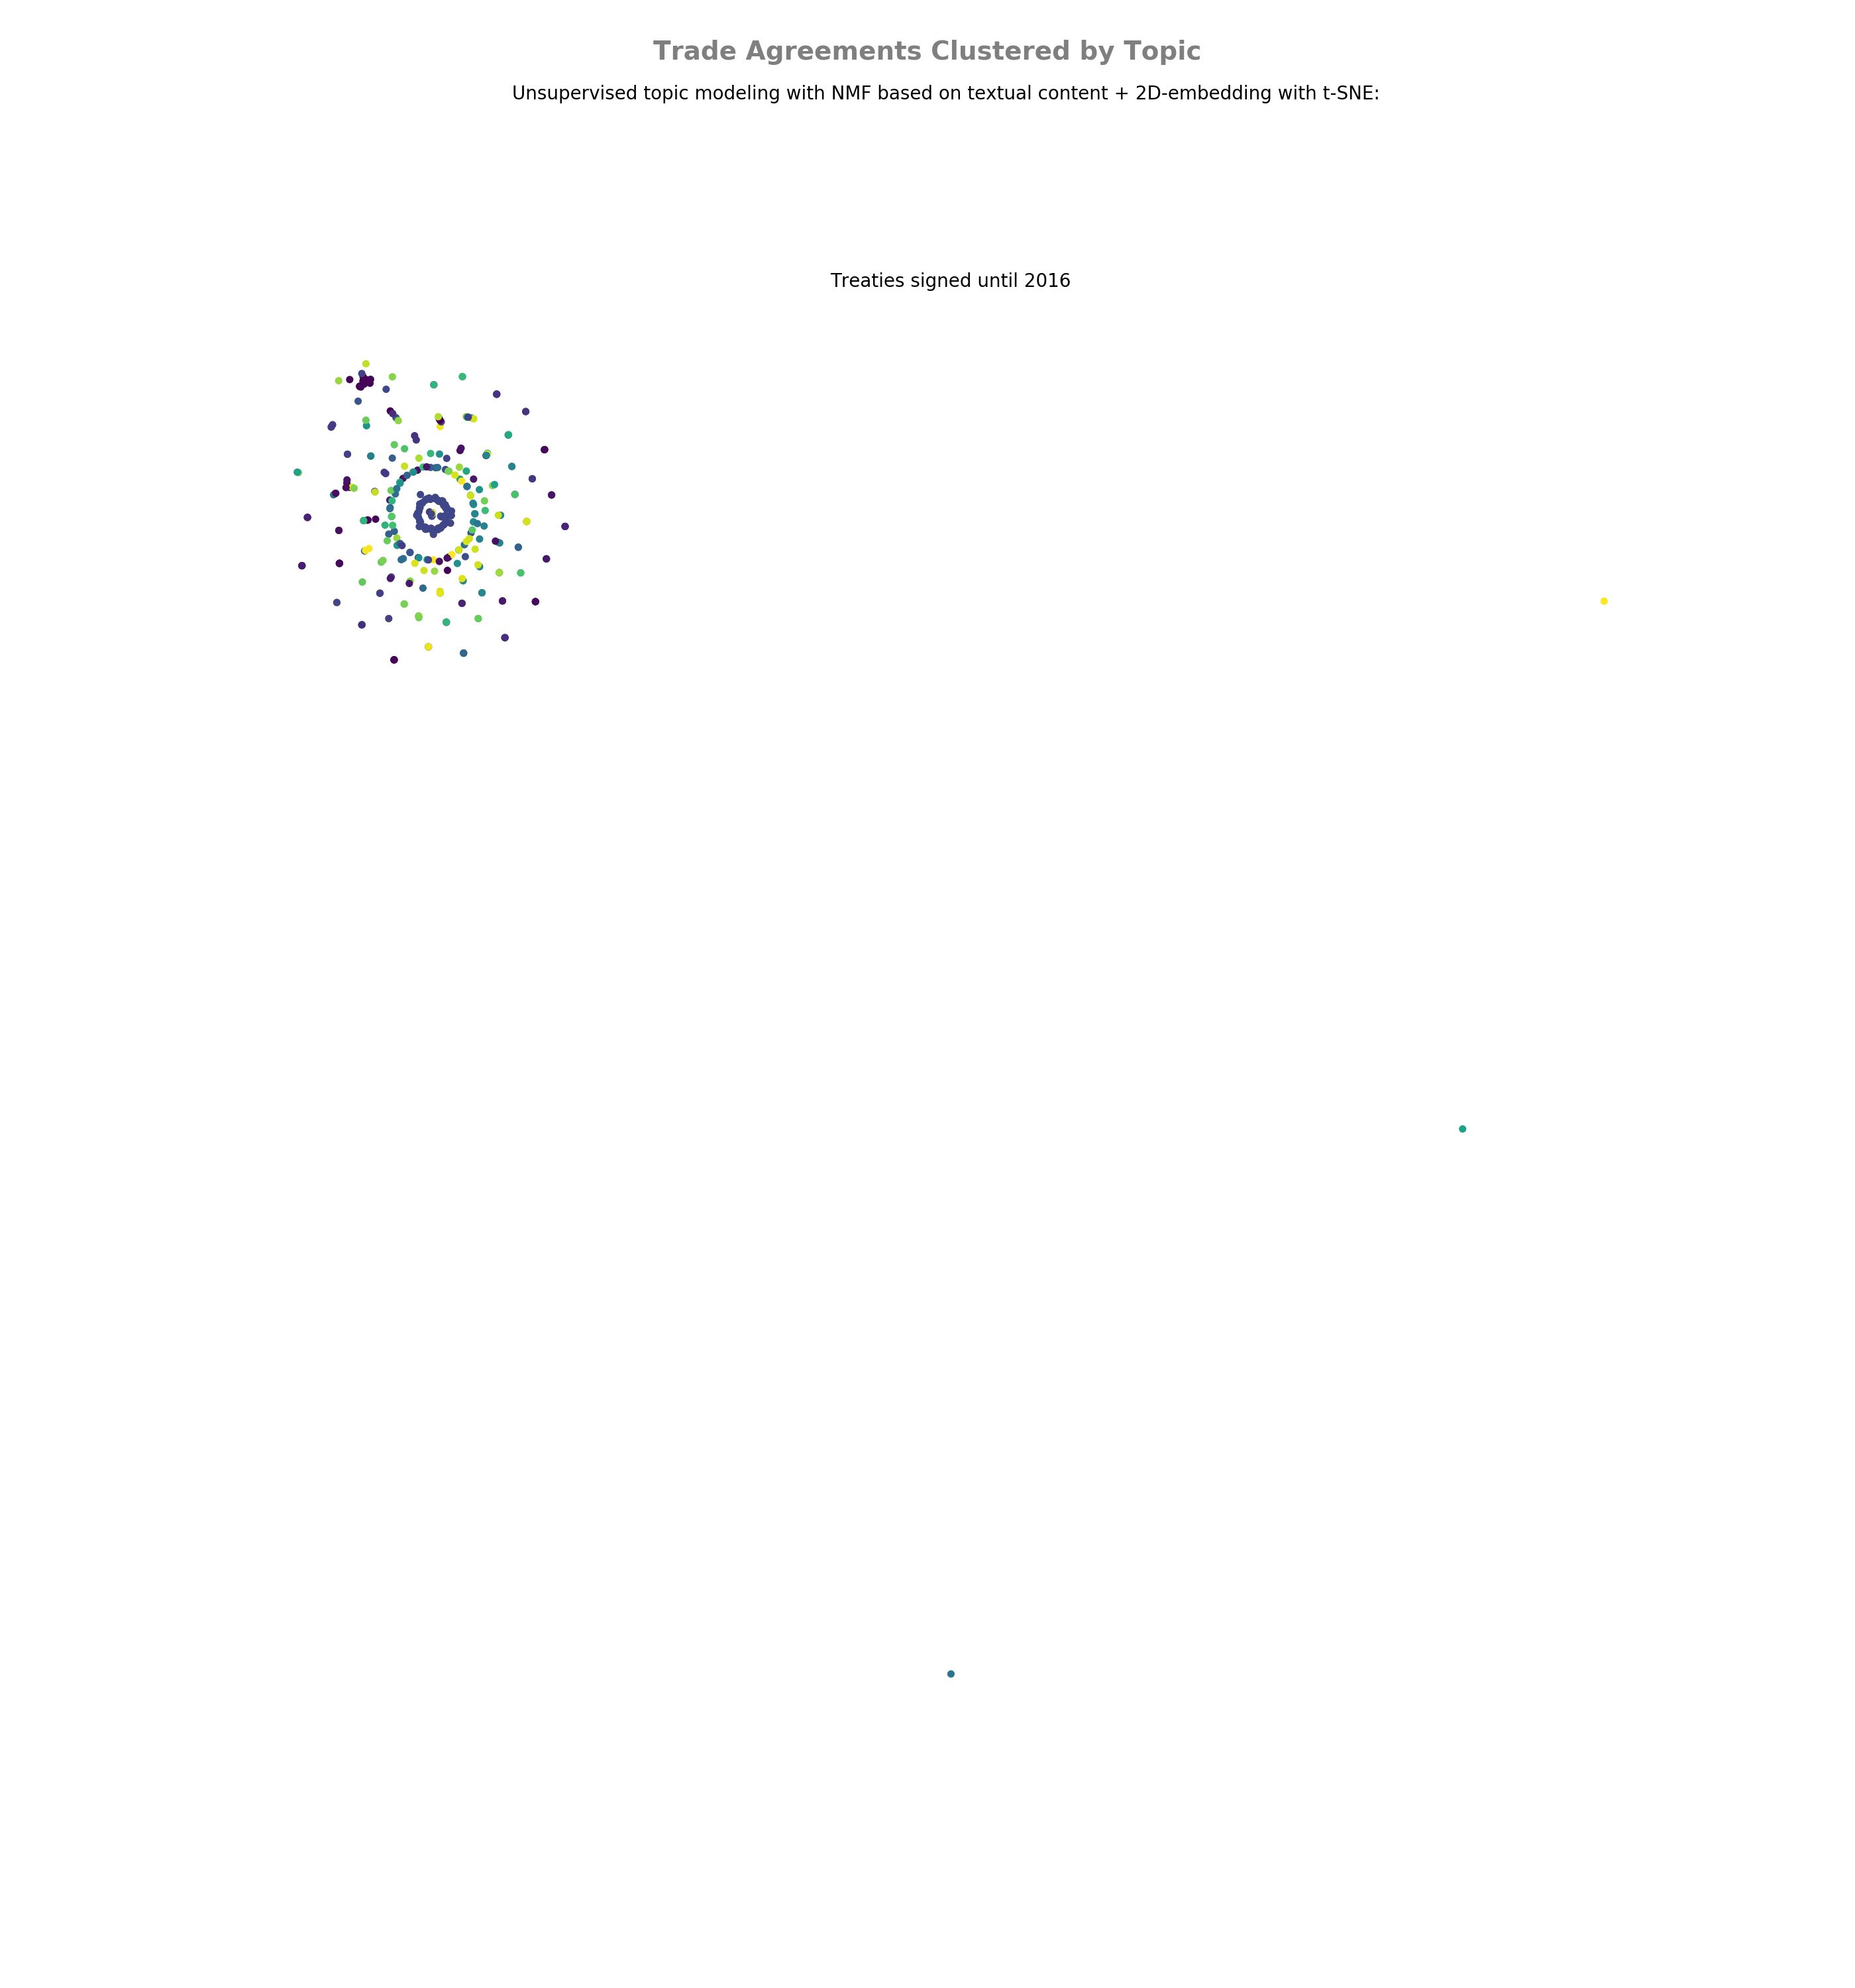 Trade Agreements Clustered by Topic
Unsupervised topic modeling with NMF based on textual content + 2D-embedding with t-SNE:
Treaties signed until 2016